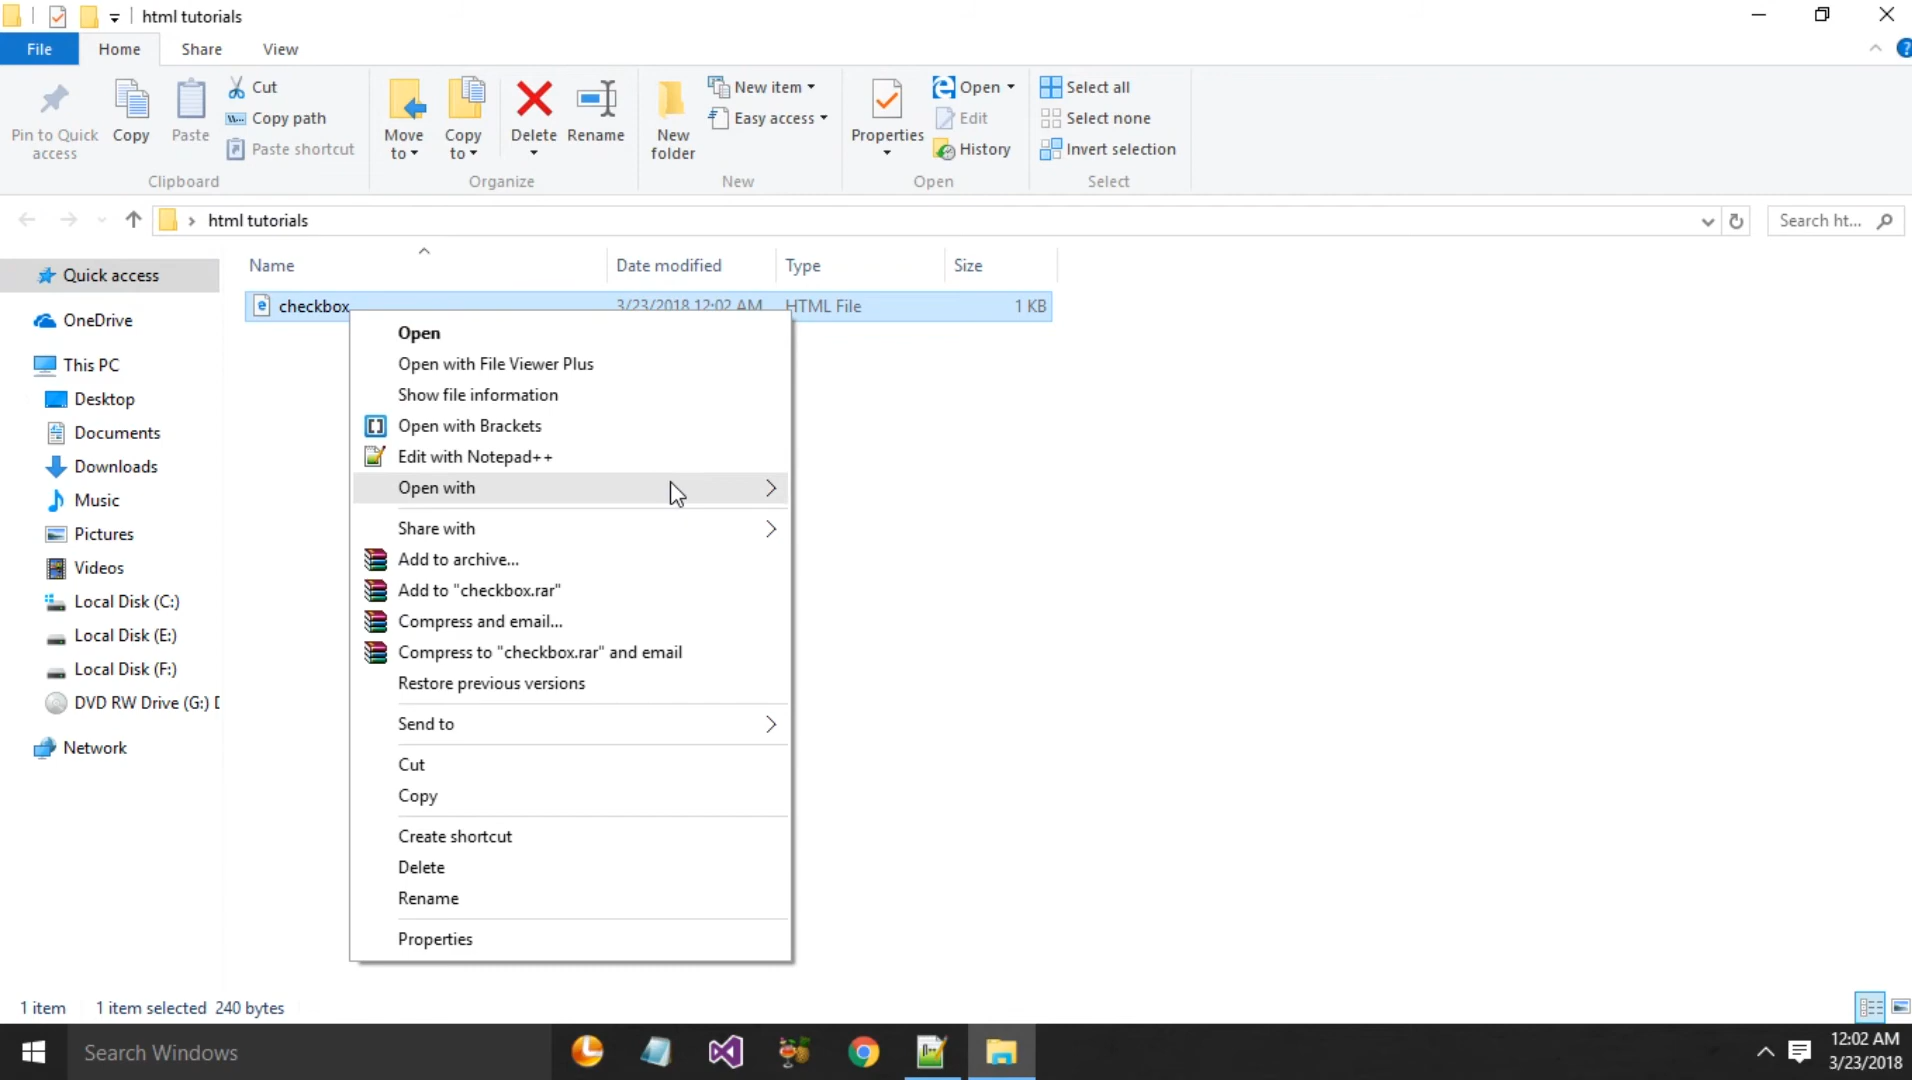 html tutorials
File Home Share View
Pin to Quick access
Copy
Paste
Cut
Copy path
Paste shortcut
Clipboard
Move to
Copy to
Delete
Rename
Organize
New folder
New item
Easy access
New
Properties
Open
Edit
History
Open
Select all
Select none
Invert selection
Select
html tutorials
Search ht...
Name Date modified Type Size
checkbox 3/23/2018 12:02 AM HTML File 1 KB
Quick access
OneDrive
This PC
Desktop
Documents
Downloads
Music
Pictures
Videos
Local Disk (C:)
Local Disk (E:)
Local Disk (F:)
DVD RW Drive (G:) D
Network
Open
Open with File Viewer Plus
Show file information
Open with Brackets
Edit with Notepad++
Open with
Share with
Add to archive...
Add to "checkbox.rar"
Compress and email...
Compress to "checkbox.rar" and email
Restore previous versions
Send to
Cut
Copy
Create shortcut
Delete
Rename
Properties
1 item 1 item selected 240 bytes
Search Windows
12:02 AM
3/23/2018